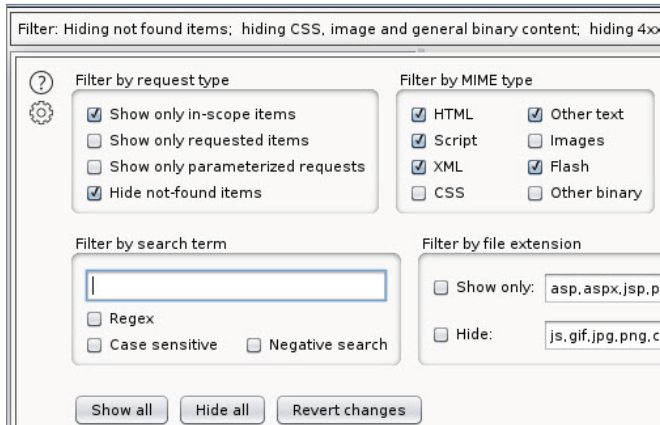 Filter: Hiding not found items; hiding CSS, image and general binary content; hiding 4xx
?
Filter by request type
Show only in-scope items
Show only requested items
Show only parameterized requests
Hide not-found items
Filter by MIME type
HTML
Other text
Script
Images
XML
Flash
CSS
Other binary
Filter by search term
Regex
Case sensitive
Negative search
Filter by file extension
Show only: asp,aspx,jsp,p
Hide: js,gif,jpg,png,c
Show all
Hide all
Revert changes